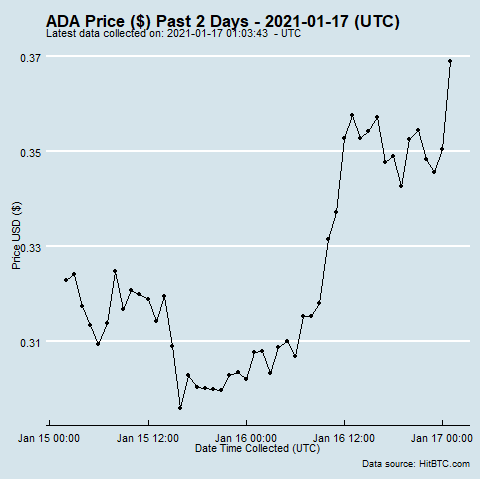 ADA Price ($) Past 2 Days - 2021-01-17 (UTC)
Latest data collected on: 2021-01-17 01:03:43 - UTC
Price USD ($)
0.37
0.35
0.33
0.31
Jan 15 00:00 Jan 15 12:00 Jan 16 00:00 Jan 16 12:00 Jan 17 00:00
Date Time Collected (UTC)
Data source: HitBTC.com